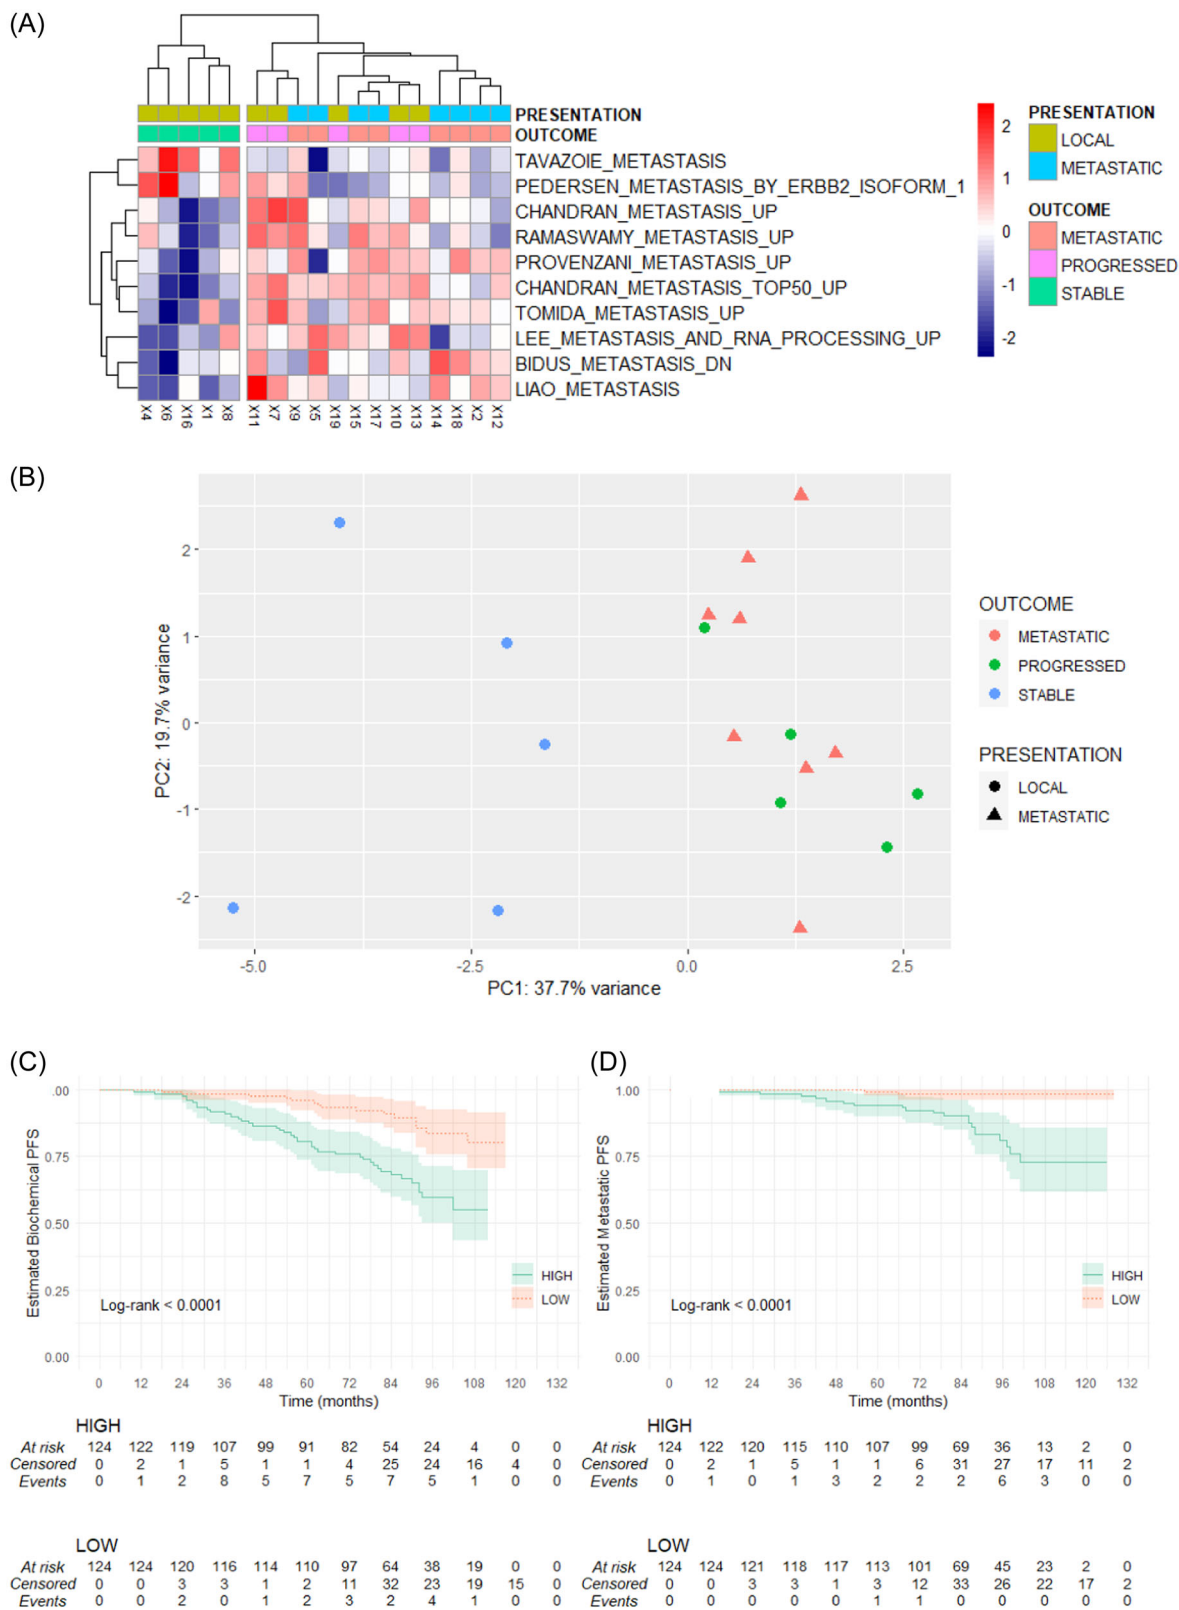 (A)
PRESENTATION
OUTCOME
TAVAZOIE_METASTASIS
PEDERSEN_METASTASIS_BY_ERBB2_ISOFORM_1
CHANDRAN_METASTASIS_UP
RAMASWAMY_METASTASIS_UP
PROVENZANI_METASTASIS_UP
CHANDRAN_METASTASIS_TOP50_UP
TOMIDA_METASTASIS_UP
LEE_METASTASIS_AND_RNA_PROCESSING_UP
BIDUS_METASTASIS_DN
LIAO_METASTASIS
X4 X6 X16 X1 X8 X11 X7 X9 X5 X19 X15 X17 X10 X13 X14 X18 X2 X12
2
1
0
-1
-2
PRESENTATION
LOCAL
METASTATIC
OUTCOME
METASTATIC
PROGRESSED
STABLE
(B)
PC2: 19.7% variance
2
1
0
-1
-2
-5.0 -2.5 0.0 2.5
PC1: 37.7% variance
OUTCOME
METASTATIC
PROGRESSED
STABLE
PRESENTATION
LOCAL
METASTATIC
(C)
Estimated Biochemical PFS
.00
0.75
0.50
0.25
0.00
Log-rank < 0.0001
HIGH
LOW
0 12 24 36 48 60 72 84 96 108 120 132
Time (months)
HIGH
At risk 124 122 119 107 99 91 82 54 24 4 0 0
Censored 0 2 1 5 1 1 4 25 24 16 4 0
Events 0 1 2 8 5 7 5 7 5 1 0 0
LOW
At risk 124 124 120 116 114 110 97 64 38 19 0 0
Censored 0 0 3 3 1 2 11 32 23 19 15 0
Events 0 0 2 0 1 2 3 2 4 1 0 0
(D)
Estimated Metastatic PFS
1.00
0.75
0.50
0.25
0.00
Log-rank < 0.0001
HIGH
LOW
0 12 24 36 48 60 72 84 96 108 120 132
Time (months)
HIGH
At risk 124 122 120 115 110 107 99 69 36 13 2 0
Censored 0 2 1 5 1 1 6 31 27 17 11 2
Events 0 1 0 1 3 2 2 2 6 3 0 0
LOW
At risk 124 124 121 118 117 113 101 69 45 23 2 0
Censored 0 0 3 3 1 3 12 33 26 22 17 2
Events 0 0 0 0 0 1 1 0 0 0 0 0